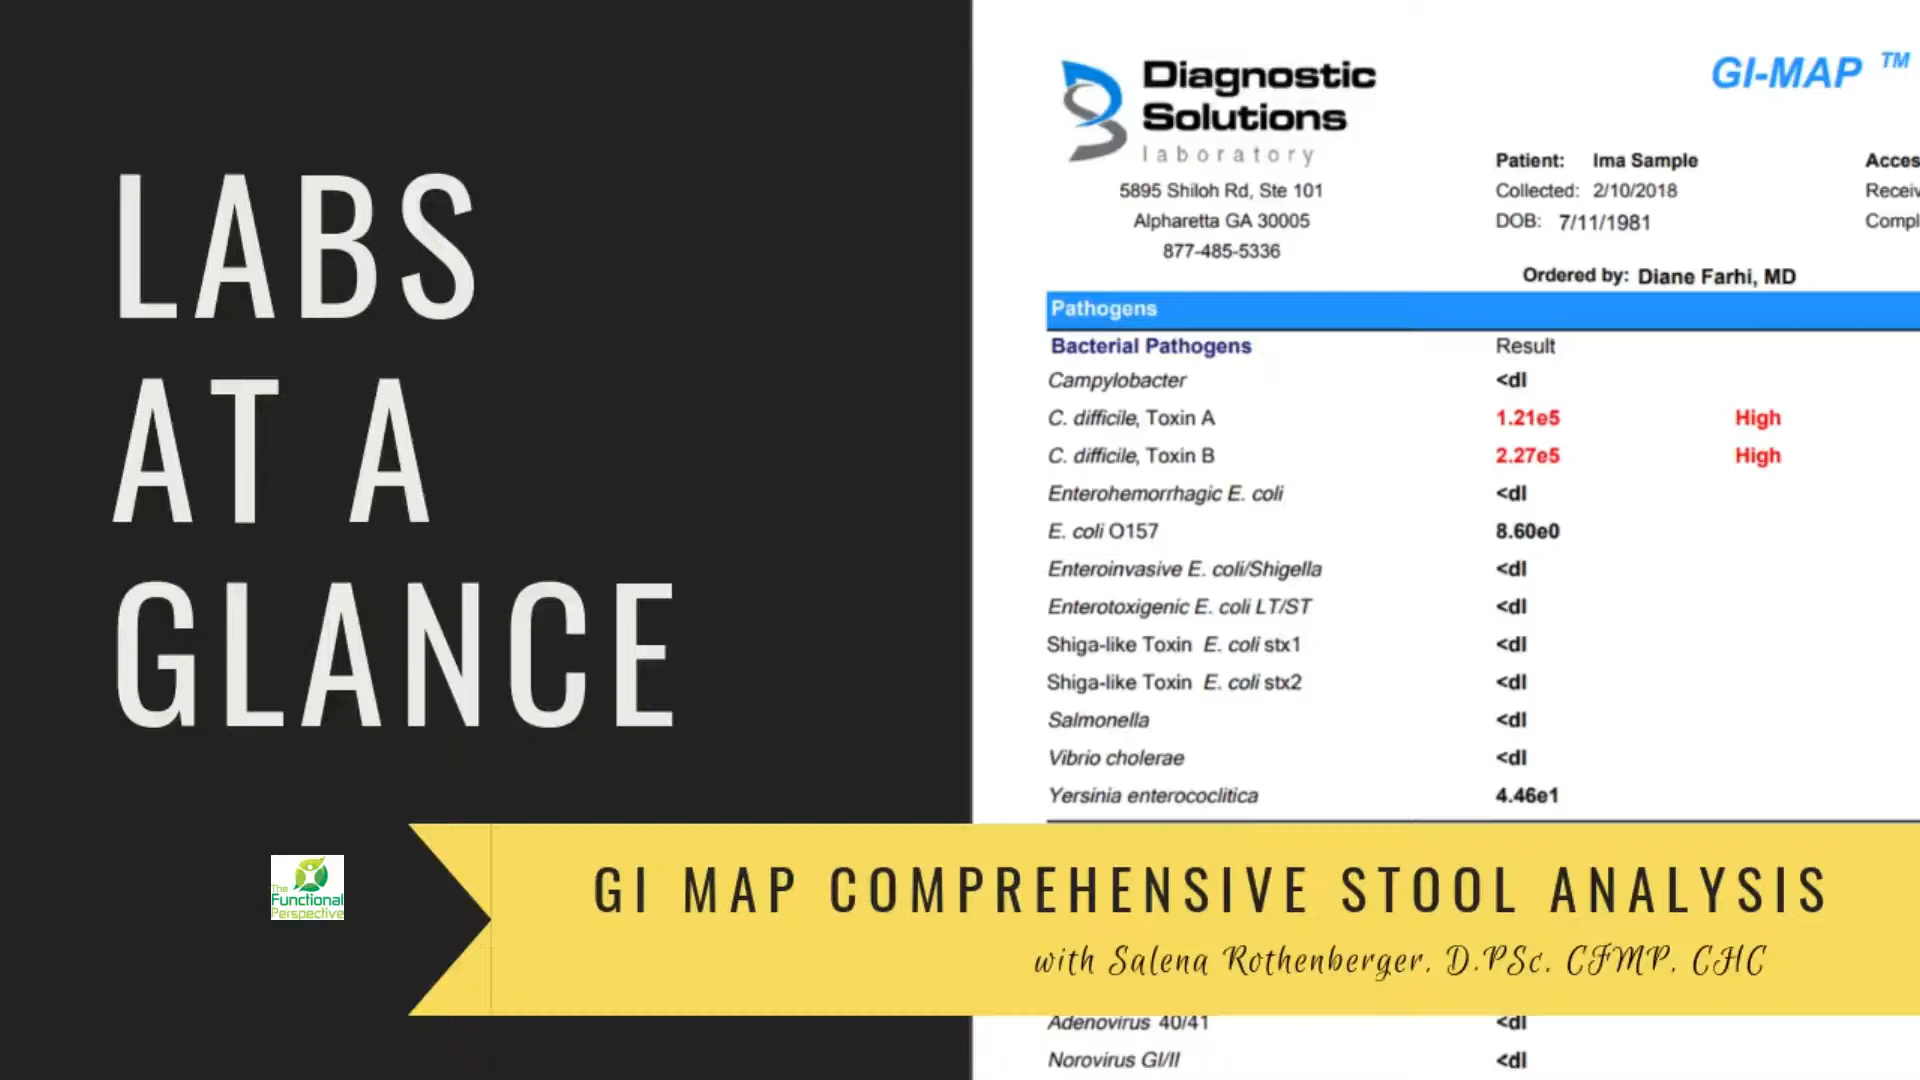 LABS
AT A
GLANCE
The
Functional
Perspective
Diagnostic
Solutions
laboratory
5895 Shiloh Rd, Ste 101
Alpharetta GA 30005
877-485-5336
GI-MAP ™
Patient: Ima Sample
Collected: 2/10/2018
DOB: 7/11/1981
Acces
Receiv
Compl
Ordered by: Diane Farhi, MD
Pathogens
Bacterial Pathogens Result
Campylobacter <dl
C. difficile, Toxin A 1.21e5 High
C. difficile, Toxin B 2.27e5 High
Enterohemorrhagic E. coli <dl
E. coli O157 8.60e0
Enteroinvasive E. coli/Shigella <dl
Enterotoxigenic E. coli LT/ST <dl
Shiga-like Toxin E. coli stx1 <dl
Shiga-like Toxin E. coli stx2 <dl
Salmonella <dl
Vibrio cholerae <dl
Yersinia enterococlitica 4.46e1
GI MAP COMPREHENSIVE STOOL ANALYSIS
with Salena Rothenberger, D.PSc, CFMP, CHC
Adenovirus 40/41 <dl
Norovirus GI/II <dl